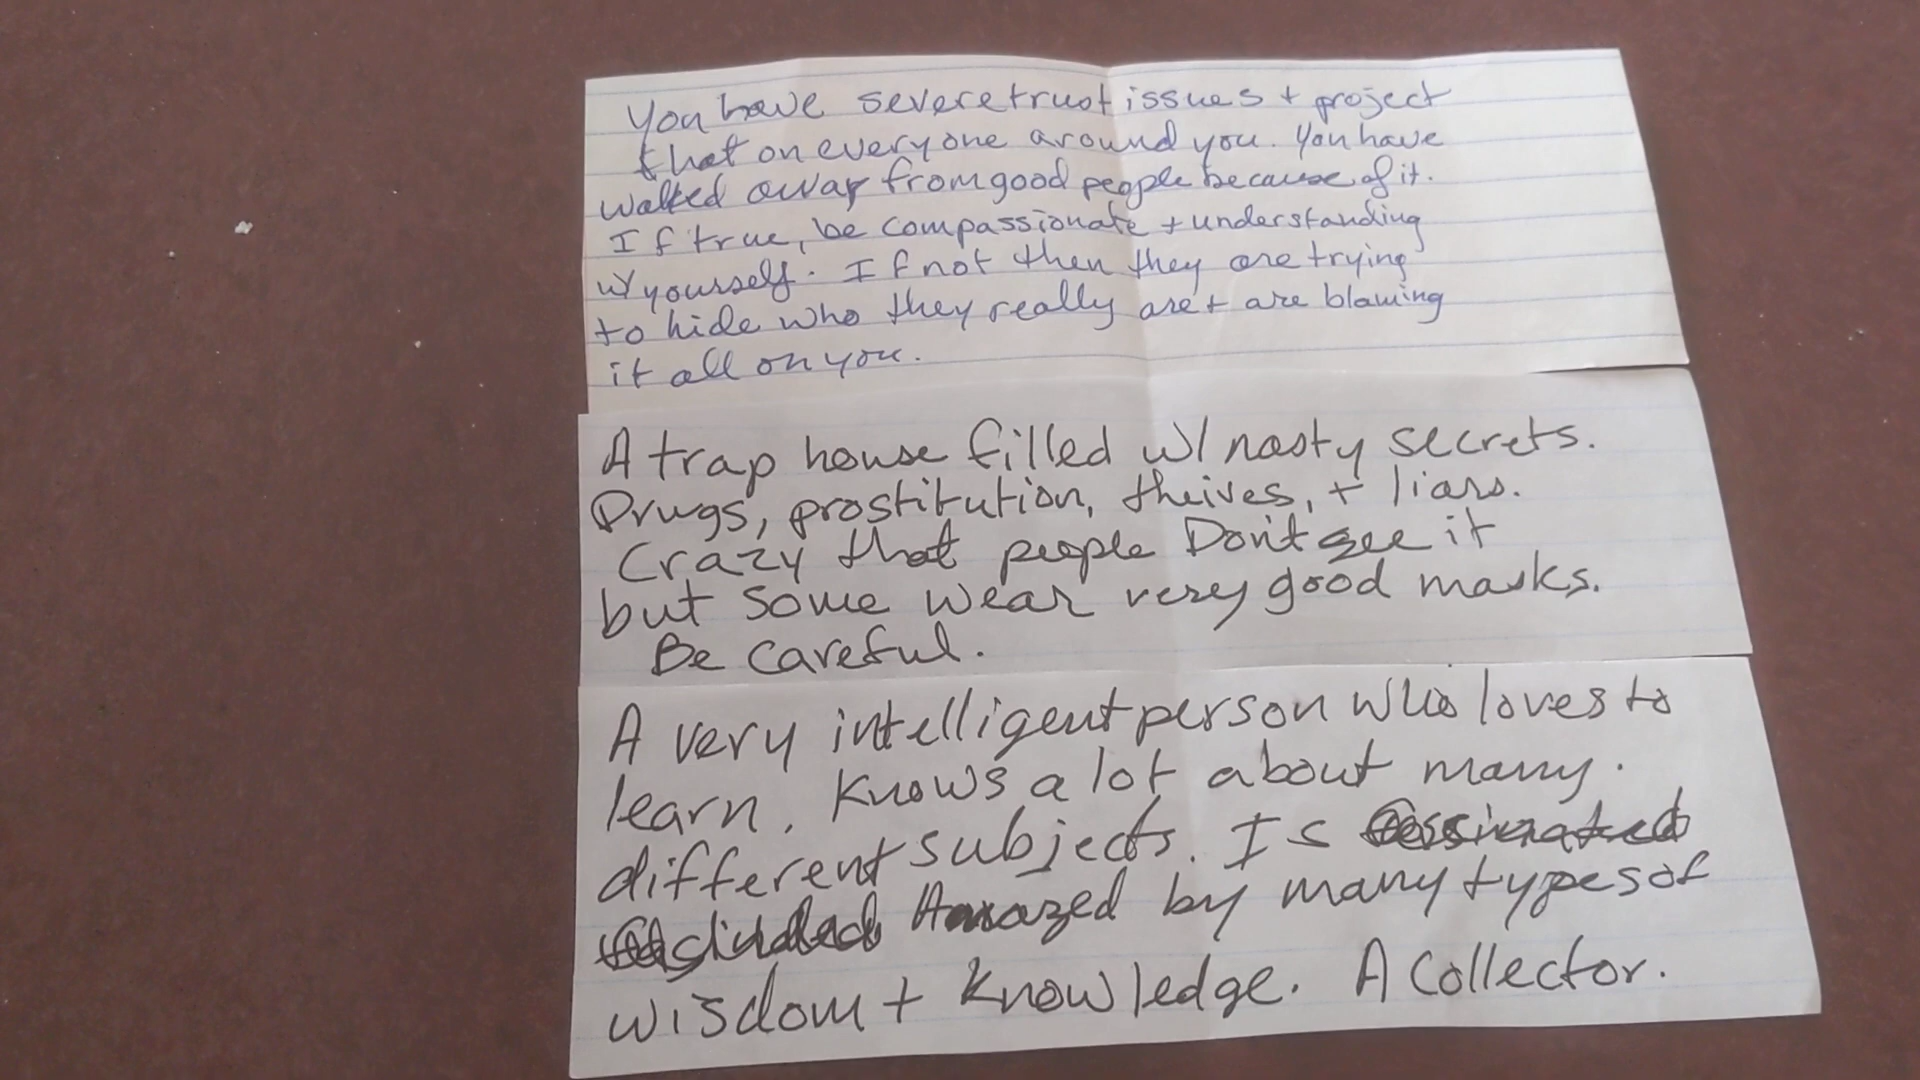 You have severe trust issues + project
that on everyone around you. You have
walked away from good people because of it.
If true, be compassionate + understanding
w/ yourself. If not then they are trying
to hide who they really are + are blaming
it all on you.
A trap house filled w/ nasty secrets.
Drugs, prostitution, theives, + liars.
Crazy that people Don't see it
but some wear very good masks.
Be careful.
A very intelligent person who loves to
learn. Knows a lot about many
different subjects. Is
Amazed by many types of
wisdom + knowledge. A Collector.